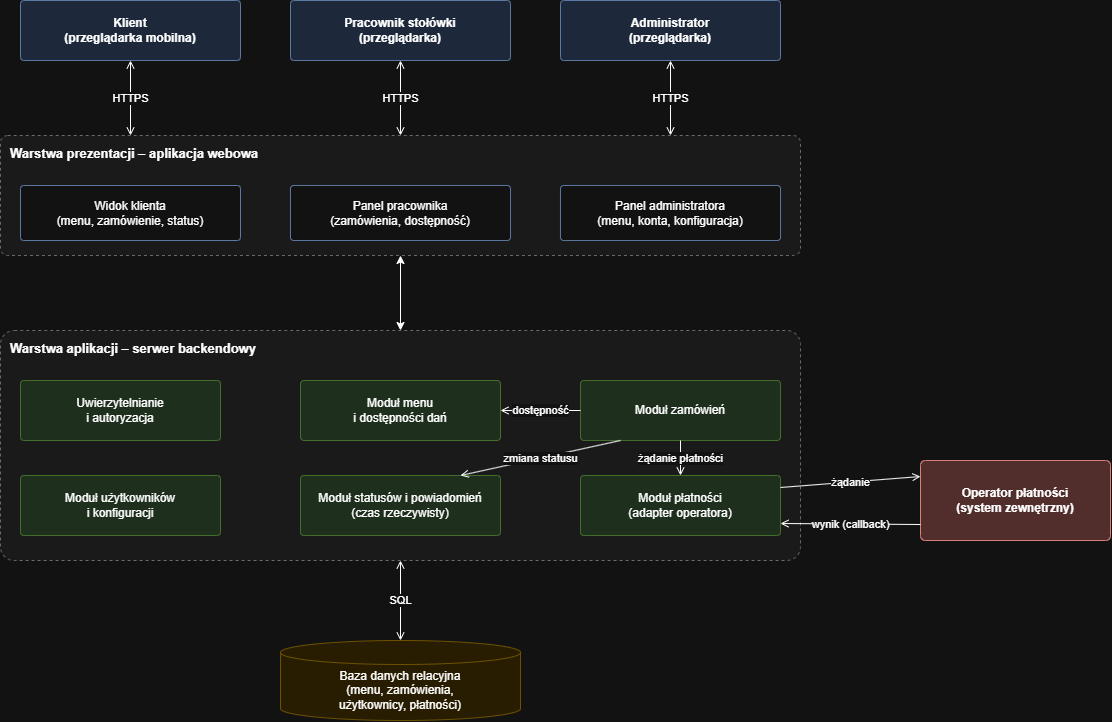 Klient
(przeglądarka mobilna)
Pracownik stołówki
(przeglądarka)
Administrator
(przeglądarka)
HTTPS
HTTPS
HTTPS
Warstwa prezentacji – aplikacja webowa
Widok klienta
(menu, zamówienie, status)
Panel pracownika
(zamówienia, dostępność)
Panel administratora
(menu, konta, konfiguracja)
Warstwa aplikacji – serwer backendowy
Uwierzytelnianie
i autoryzacja
Moduł menu
i dostępności dań
dostępność
Moduł zamówień
zmiana statusu
żądanie płatności
Moduł użytkowników
i konfiguracji
Moduł statusów i powiadomień
(czas rzeczywisty)
Moduł płatności
(adapter operatora)
żądanie
wynik (callback)
Operator płatności
(system zewnętrzny)
SQL
Baza danych relacyjna
(menu, zamówienia,
użytkownicy, płatności)